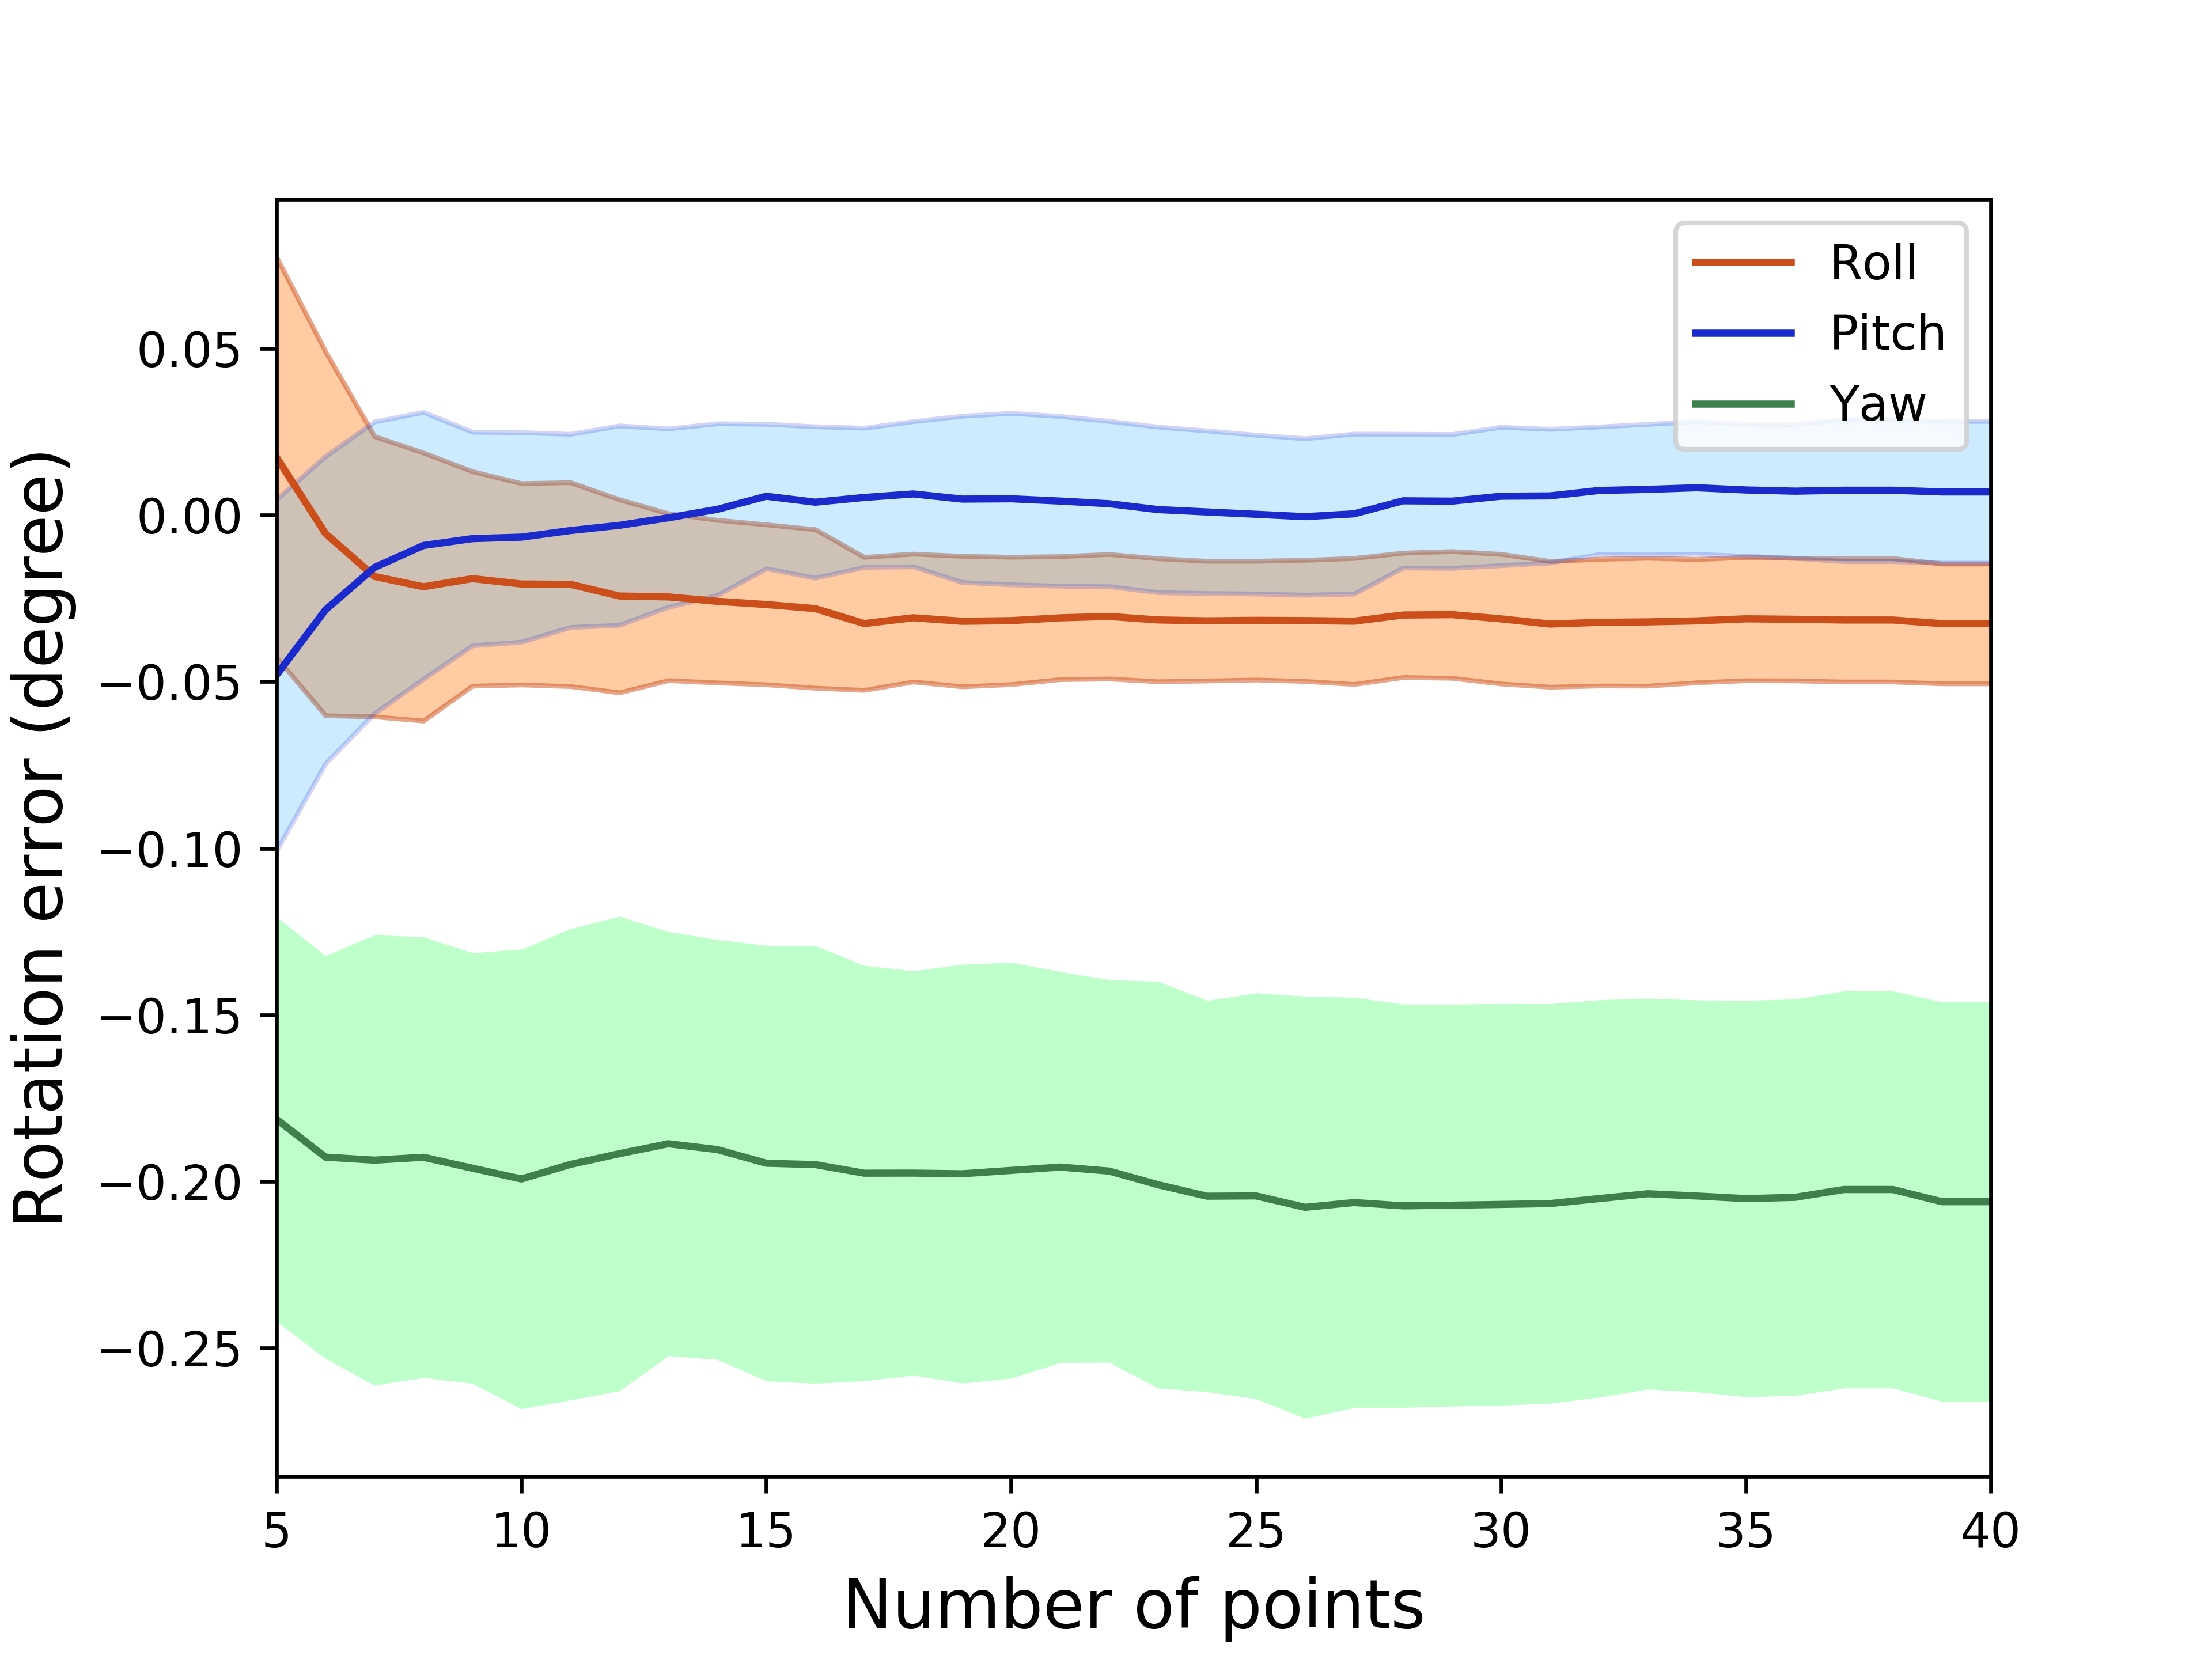 Roll
Pitch
Yaw
0.05
0.00
−0.05
−0.10
−0.15
−0.20
−0.25
Rotation error (degree)
5 10 15 20 25 30 35 40
Number of points